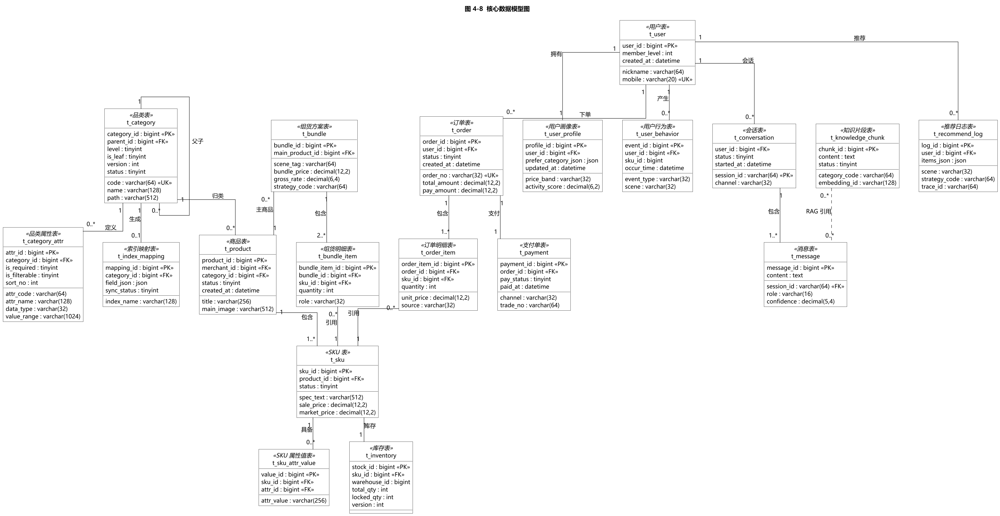 图 4-8 核心数据模型图
«用户表»
t_user
user_id : bigint «PK»
member_level : int
created_at : datetime
nickname : varchar(64)
mobile : varchar(20) «UK»
1
推荐
1
拥有
1
会话
1
1
产生
0..*
下单
1
0..*
0..*
0..*
1
父子
«品类表»
t_category
category_id : bigint «PK»
parent_id : bigint «FK»
level : tinyint
is_leaf : tinyint
version : int
status : tinyint
code : varchar(64) «UK»
name : varchar(128)
path : varchar(512)
«组货方案表»
t_bundle
bundle_id : bigint «PK»
main_product_id : bigint «FK»
scene_tag : varchar(64)
bundle_price : decimal(12,2)
gross_rate : decimal(6,4)
strategy_code : varchar(64)
«订单表»
t_order
order_id : bigint «PK»
user_id : bigint «FK»
status : tinyint
created_at : datetime
order_no : varchar(32) «UK»
total_amount : decimal(12,2)
pay_amount : decimal(12,2)
«用户画像表»
t_user_profile
profile_id : bigint «PK»
user_id : bigint «FK»
prefer_category_json : json
updated_at : datetime
price_band : varchar(32)
activity_score : decimal(6,2)
«用户行为表»
t_user_behavior
event_id : bigint «PK»
user_id : bigint «FK»
sku_id : bigint
occur_time : datetime
event_type : varchar(32)
scene : varchar(32)
«会话表»
t_conversation
user_id : bigint «FK»
status : tinyint
started_at : datetime
session_id : varchar(64) «PK»
channel : varchar(32)
«知识片段表»
t_knowledge_chunk
chunk_id : bigint «PK»
content : text
status : tinyint
category_code : varchar(64)
embedding_id : varchar(128)
«推荐日志表»
t_recommend_log
log_id : bigint «PK»
user_id : bigint «FK»
items_json : json
scene : varchar(32)
strategy_code : varchar(64)
trace_id : varchar(64)
1
归类
0..*
1
定义
0..*
1
生成
0..1
0..*
0..*
主商品
1
1
包含
2..*
1
包含
1..*
1
支付
1
1
包含
1..*
0..*
RAG 引用
0..*
«品类属性表»
t_category_attr
attr_id : bigint «PK»
category_id : bigint «FK»
is_required : tinyint
is_filterable : tinyint
sort_no : int
attr_code : varchar(64)
attr_name : varchar(128)
data_type : varchar(32)
value_range : varchar(1024)
«索引映射表»
t_index_mapping
mapping_id : bigint «PK»
category_id : bigint «FK»
field_json : json
sync_status : tinyint
index_name : varchar(128)
«商品表»
t_product
product_id : bigint «PK»
merchant_id : bigint «FK»
category_id : bigint «FK»
status : tinyint
created_at : datetime
title : varchar(256)
main_image : varchar(512)
«组货明细表»
t_bundle_item
bundle_item_id : bigint «PK»
bundle_id : bigint «FK»
sku_id : bigint «FK»
quantity : int
role : varchar(32)
«订单明细表»
t_order_item
order_item_id : bigint «PK»
order_id : bigint «FK»
sku_id : bigint «FK»
quantity : int
unit_price : decimal(12,2)
source : varchar(32)
«支付单表»
t_payment
payment_id : bigint «PK»
order_id : bigint «FK»
pay_status : tinyint
paid_at : datetime
channel : varchar(32)
trade_no : varchar(64)
«消息表»
t_message
message_id : bigint «PK»
content : text
session_id : varchar(64) «FK»
role : varchar(16)
confidence : decimal(5,4)
1
包含
1..*
0..*
引用
1
0..*
引用
1
«SKU 表»
t_sku
sku_id : bigint «PK»
product_id : bigint «FK»
status : tinyint
spec_text : varchar(512)
sale_price : decimal(12,2)
market_price : decimal(12,2)
1
具备
0..*
1
库存
1
«SKU 属性值表»
t_sku_attr_value
value_id : bigint «PK»
sku_id : bigint «FK»
attr_id : bigint «FK»
attr_value : varchar(256)
«库存表»
t_inventory
stock_id : bigint «PK»
sku_id : bigint «FK»
warehouse_id : bigint
total_qty : int
locked_qty : int
version : int